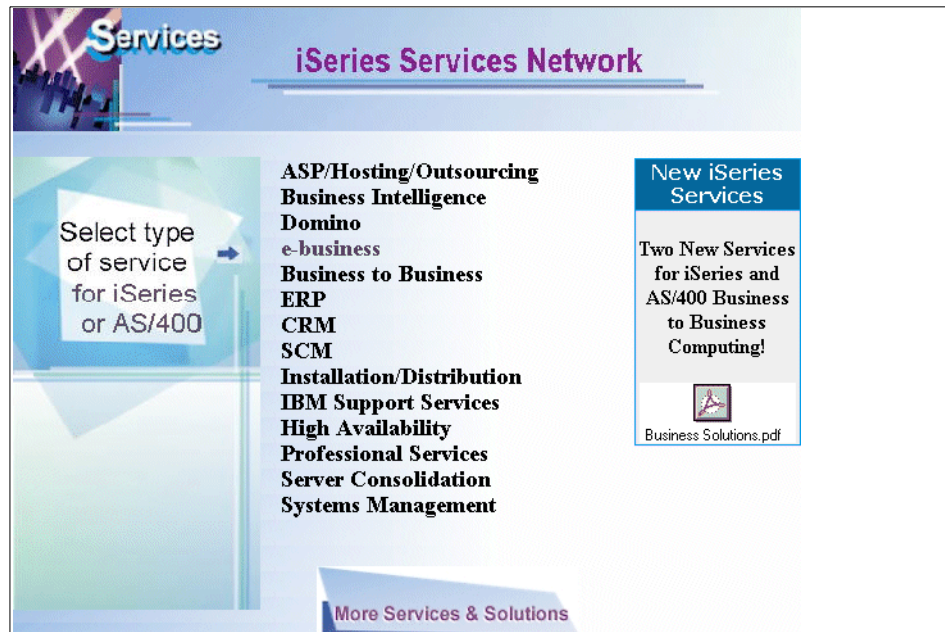 Services
iSeries Services Network
Select type
of service
for iSeries
or AS/400
ASP/Hosting/Outsourcing
Business Intelligence
Domino
e-business
Business to Business
ERP
CRM
SCM
Installation/Distribution
IBM Support Services
High Availability
Professional Services
Server Consolidation
Systems Management
New iSeries
Services
Two New Services
for iSeries and
AS/400 Business
to Business
Computing!
Business Solutions.pdf
More Services & Solutions